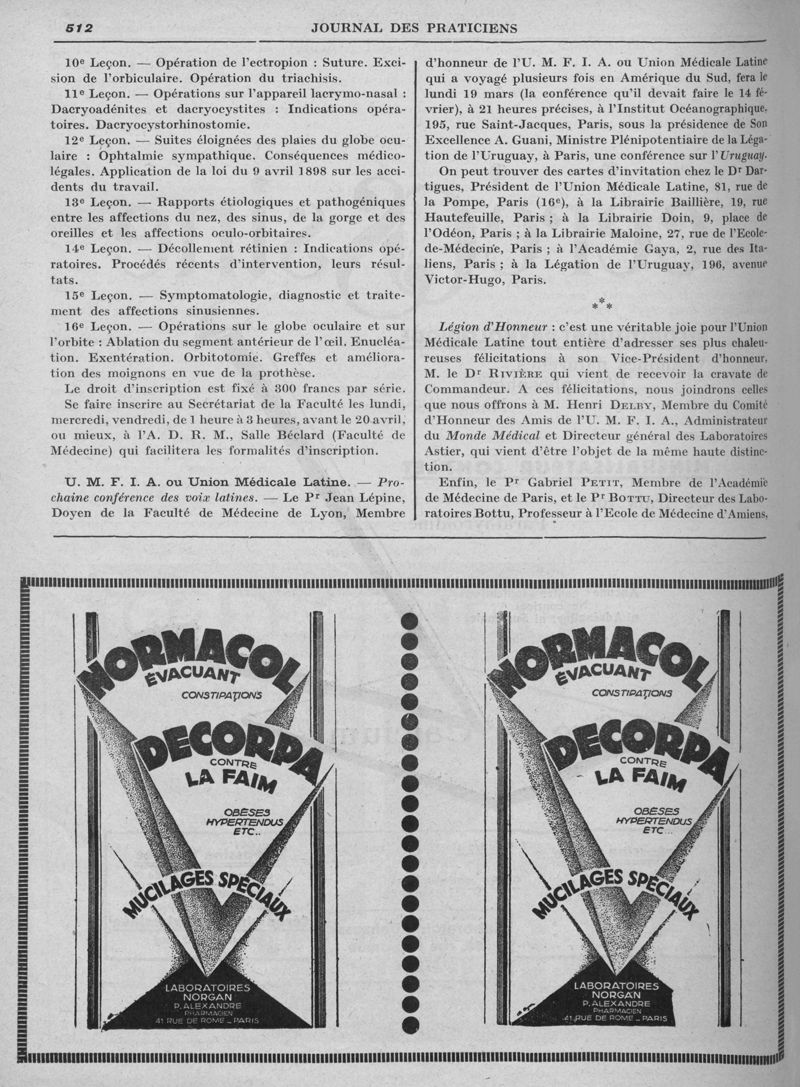 512
JOURNAL DES PRATICIENS
10e Leçon. — Opération de l'ectropion : Suture. Exci-
sion de l'orbiculaire. Opération du triachisis.
11e Leçon. — Opérations sur l'appareil lacrymo-nasal :
Dacryoadénites et dacryocystites : Indications opéra-
toires. Dacryocystorhinostomie.
12e Leçon. — Suites éloignées des plaies du globe ocu-
laire : Ophtalmie sympathique. Conséquences médico-
légales. Application de la loi du 9 avril 1898 sur les acci-
dents du travail.
13e Leçon. — Rapports étiologiques et pathogéniques
entre les affections du nez, des sinus, de la gorge et des
oreilles et les affections oculo-orbitaires.
14e Leçon. — Décollement rétinien : Indications opé-
ratoires. Procédés récents d'intervention, leurs résul-
tats.
15e Leçon. — Symptomatologie, diagnostic et traite-
ment des affections sinusiennes.
16e Leçon. — Opérations sur le globe oculaire et sur
l'orbite : Ablation du segment antérieur de l'œil. Enucléa-
tion. Exentération. Orbitotomie. Greffes et améliora-
tion des moignons en vue de la prothèse.
Le droit d'inscription est fixé à 300 francs par série.
Se faire inscrire au Secrétariat de la Faculté les lundi,
mercredi, vendredi, de 1 heure à 3 heures, avant le 20 avril,
ou mieux, à l'A. D. R. M., Salle Béclard (Faculté de
Médecine) qui facilitera les formalités d'inscription.
U. M. F. I. A. ou Union Médicale Latine. — Pro-
chaine conférence des voix latines. — Le Pr Jean Lépine,
Doyen de la Faculté de Médecine de Lyon, Membre
d'honneur de l'U. M. F. I. A. ou Union Médicale Latine
qui a voyagé plusieurs fois en Amérique du Sud, fera le
lundi 19 mars (la conférence qu'il devait faire le 14 fé-
vrier), à 21 heures précises, à l'Institut Océanographique,
195, rue Saint-Jacques, Paris, sous la présidence de Son
Excellence A. Guani, Ministre Plénipotentiaire de la Léga-
tion de l'Uruguay, à Paris, une conférence sur l'Uruguay.
On peut trouver des cartes d'invitation chez le Dr Dar-
tigues, Président de l'Union Médicale Latine, 81, rue de
la Pompe, Paris (16e), à la Librairie Baillière, 19, rue
Hautefeuille, Paris ; à la Librairie Doin, 9, place de
l'Odéon, Paris ; à la Librairie Maloine, 27, rue de l'Ecole-
de-Médecine, Paris ; à l'Académie Gaya, 2, rue des Ita-
liens, Paris ; à la Légation de l'Uruguay, 196, avenue
Victor-Hugo, Paris.
* * *
Légion d'Honneur : c'est une véritable joie pour l'Union
Médicale Latine tout entière d'adresser ses plus chaleu-
reuses félicitations à son Vice-Président d'honneur,
M. le Dr RIVIÈRE qui vient de recevoir la cravate de
Commandeur. A ces félicitations, nous joindrons celles
que nous offrons à M. Henri DELBY, Membre du Comité
d'Honneur des Amis de l'U. M. F. I. A., Administrateur
du Monde Médical et Directeur général des Laboratoires
Astier, qui vient d'être l'objet de la même haute distinc-
tion.
Enfin, le Pr Gabriel PETIT, Membre de l'Académie
de Médecine de Paris, et le Pr BOTTU, Directeur des Labo-
ratoires Bottu, Professeur à l'Ecole de Médecine d'Amiens,
NORMACOL
ÉVACUANT
CONSTIPATIONS
DECORPA
CONTRE
LA FAIM
OBÈSES
HYPERTENDUS
ETC..
MUCILAGES SPÉCIAUX
LABORATOIRES
NORGAN
P. ALEXANDRE
PHARMACIEN
41 RUE DE ROME _ PARIS
NORMACOL
ÉVACUANT
CONSTIPATIONS
DECORPA
CONTRE
LA FAIM
OBÈSES
HYPERTENDUS
ETC...
MUCILAGES SPÉCIAUX
LABORATOIRES
NORGAN
P. ALEXANDRE
PHARMACIEN
41 RUE DE ROME _ PARIS